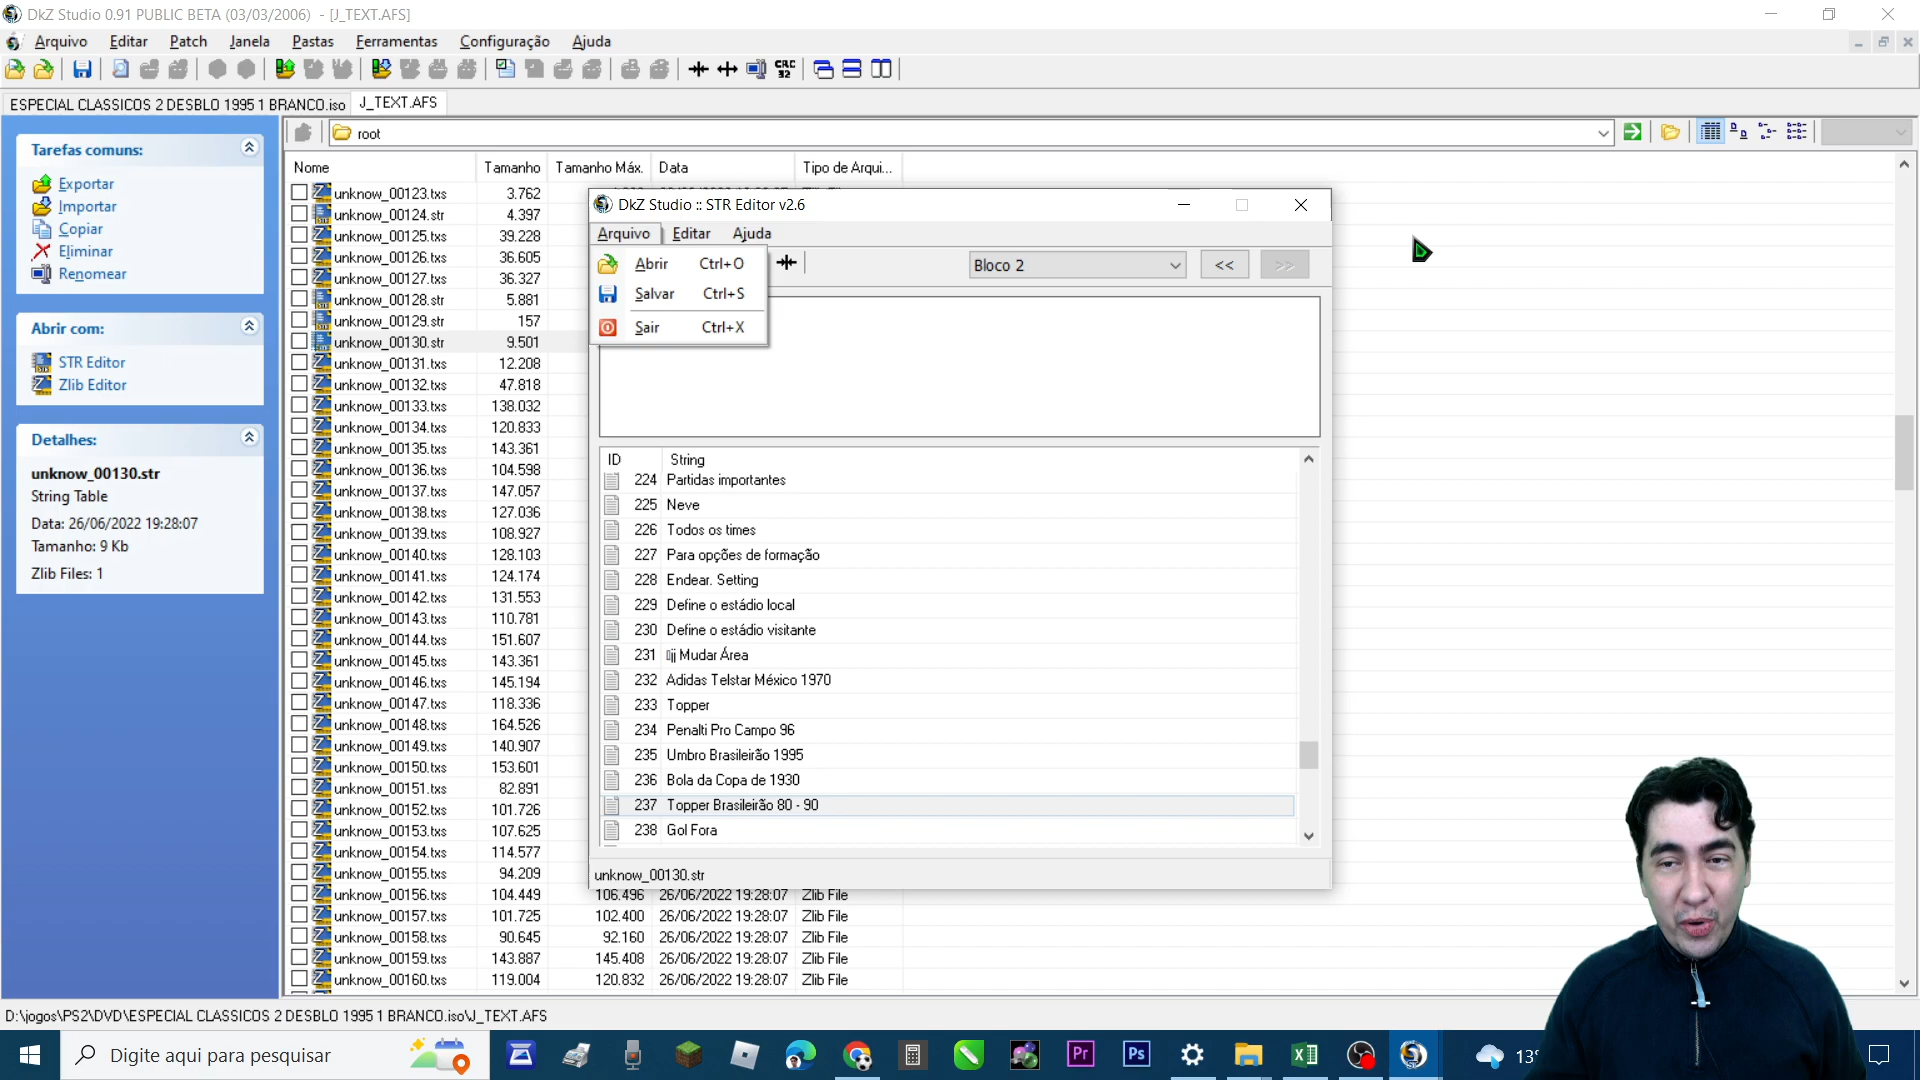 DkZ Studio 0.91 PUBLIC BETA (03/03/2006) - [J_TEXT.AFS]
Arquivo Editar Patch Janela Pastas Ferramentas Configuração Ajuda
CRC 32
ESPECIAL CLASSICOS 2 DESBLO 1995 1 BRANCO.iso J_TEXT.AFS
root
Tarefas comuns:
Exportar
Importar
Copiar
Eliminar
Renomear
Abrir com:
STR Editor
Zlib Editor
Detalhes:
unknow_00130.str
String Table
Data: 26/06/2022 19:28:07
Tamanho: 9 Kb
Zlib Files: 1
Nome Tamanho Tamanho Máx. Data Tipo de Arqui...
unknow_00123.txs 3.762
unknow_00124.str 4.397
unknow_00125.txs 39.228
unknow_00126.txs 36.605
unknow_00127.txs 36.327
unknow_00128.str 5.881
unknow_00129.str 157
unknow_00130.str 9.501
unknow_00131.txs 12.208
unknow_00132.txs 47.818
unknow_00133.txs 138.032
unknow_00134.txs 120.833
unknow_00135.txs 143.361
unknow_00136.txs 104.598
unknow_00137.txs 147.057
unknow_00138.txs 127.036
unknow_00139.txs 108.927
unknow_00140.txs 128.103
unknow_00141.txs 124.174
unknow_00142.txs 131.553
unknow_00143.txs 110.781
unknow_00144.txs 151.607
unknow_00145.txs 143.361
unknow_00146.txs 145.194
unknow_00147.txs 118.336
unknow_00148.txs 164.526
unknow_00149.txs 140.907
unknow_00150.txs 153.601
unknow_00151.txs 82.891
unknow_00152.txs 101.726
unknow_00153.txs 107.625
unknow_00154.txs 114.577
unknow_00155.txs 94.209
unknow_00156.txs 104.449 106.496 26/06/2022 19:28:07 Zlib File
unknow_00157.txs 101.725 102.400 26/06/2022 19:28:07 Zlib File
unknow_00158.txs 90.645 92.160 26/06/2022 19:28:07 Zlib File
unknow_00159.txs 143.887 145.408 26/06/2022 19:28:07 Zlib File
unknow_00160.txs 119.004 120.832 26/06/2022 19:28:07 Zlib File
DkZ Studio :: STR Editor v2.6
Arquivo Editar Ajuda
Abrir Ctrl+O
Salvar Ctrl+S
Sair Ctrl+X
Bloco 2 << >>
ID String
224 Partidas importantes
225 Neve
226 Todos os times
227 Para opções de formação
228 Endear. Setting
229 Define o estádio local
230 Define o estádio visitante
231 Mudar Área
232 Adidas Telstar México 1970
233 Topper
234 Penalti Pro Campo 96
235 Umbro Brasileirão 1995
236 Bola da Copa de 1930
237 Topper Brasileirão 80 - 90
238 Gol Fora
unknow_00130.str
D:\jogos\PS2\DVD\ESPECIAL CLASSICOS 2 DESBLO 1995 1 BRANCO.iso\J_TEXT.AFS
Digite aqui para pesquisar
Pr Ps
13°